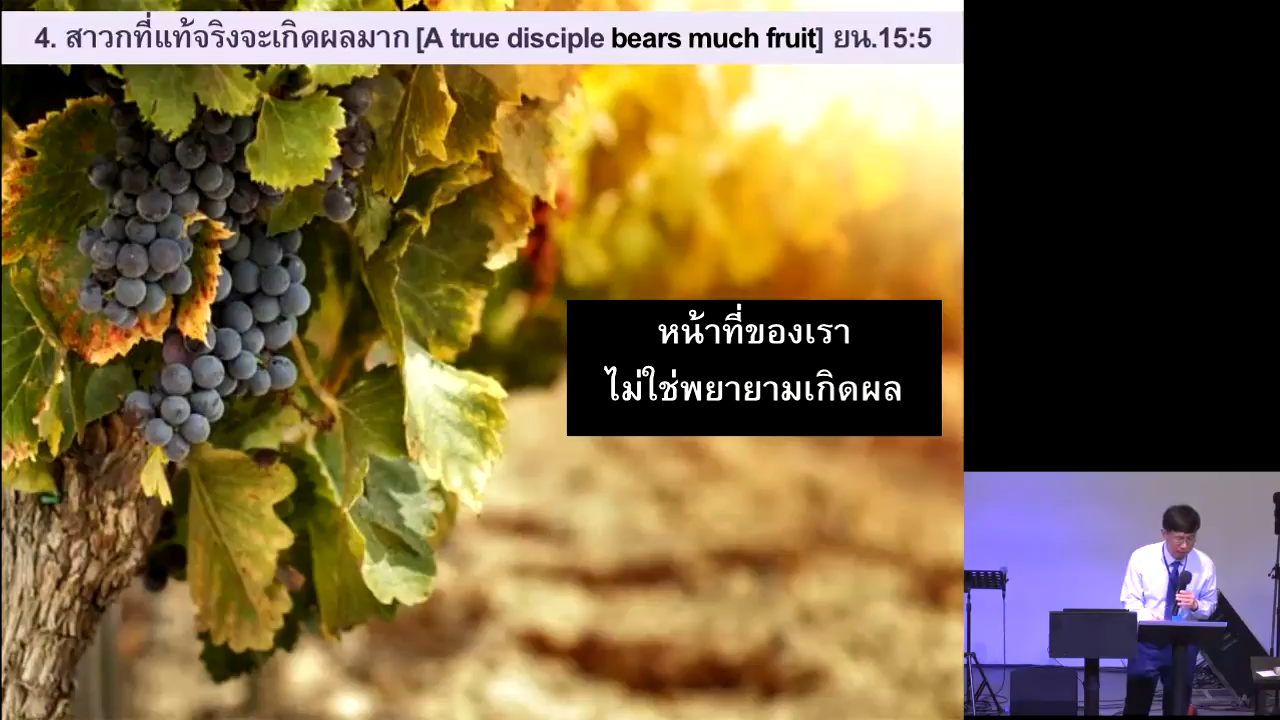 4. สาวกที่แท้จริงจะเกิดผลมาก [A true disciple bears much fruit] ยน.15:5
หน้าที่ของเรา
ไม่ใช่พยายามเกิดผล